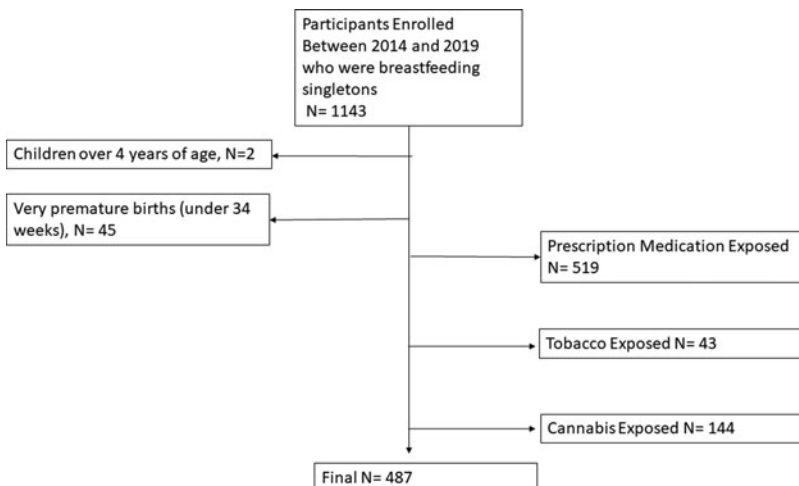 Participants Enrolled
Between 2014 and 2019
who were breastfeeding
singletons
N= 1143
Children over 4 years of age, N=2
Very premature births (under 34
weeks), N= 45
Prescription Medication Exposed
N= 519
Tobacco Exposed N= 43
Cannabis Exposed N= 144
Final N= 487